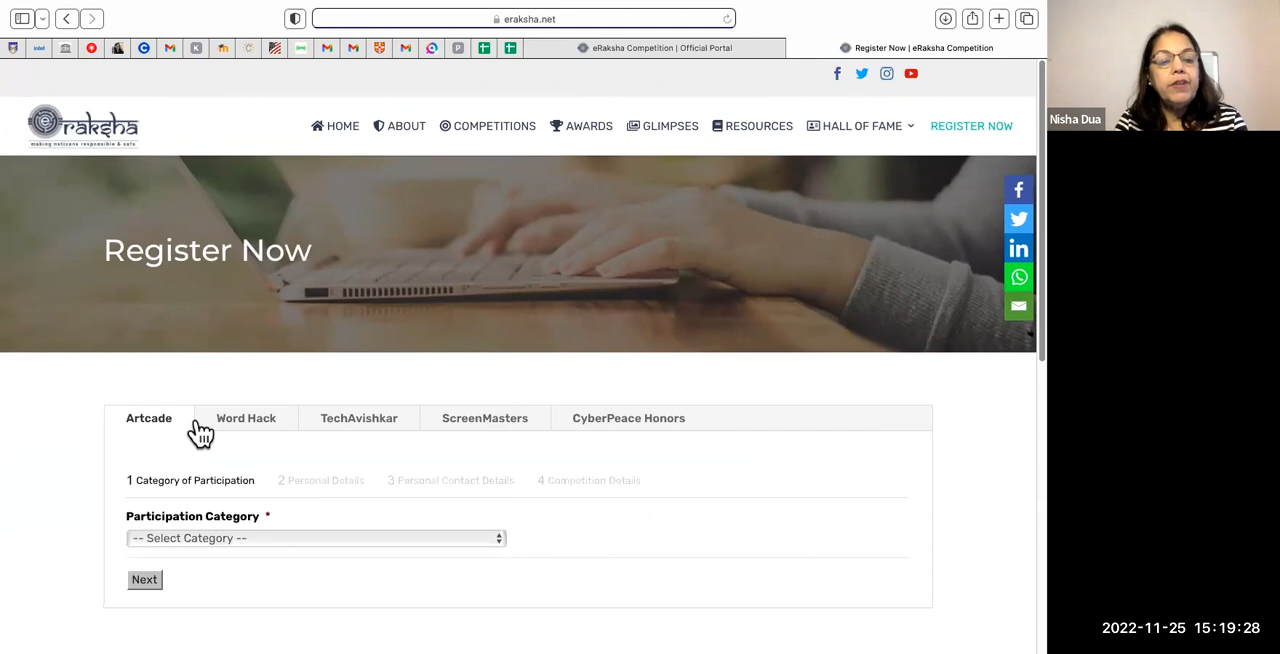 eraksha.net
intel
eRaksha Competition | Official Portal
Register Now | eRaksha Competition
eraksha
making netizens responsible & safe
HOME
ABOUT
COMPETITIONS
AWARDS
GLIMPSES
RESOURCES
HALL OF FAME
REGISTER NOW
Nisha Dua
Register Now
Artcade
Word Hack
TechAvishkar
ScreenMasters
CyberPeace Honors
1 Category of Participation
2 Personal Details
3 Personal Contact Details
4 Competition Details
Participation Category *
-- Select Category --
Next
2022-11-25 15:19:28